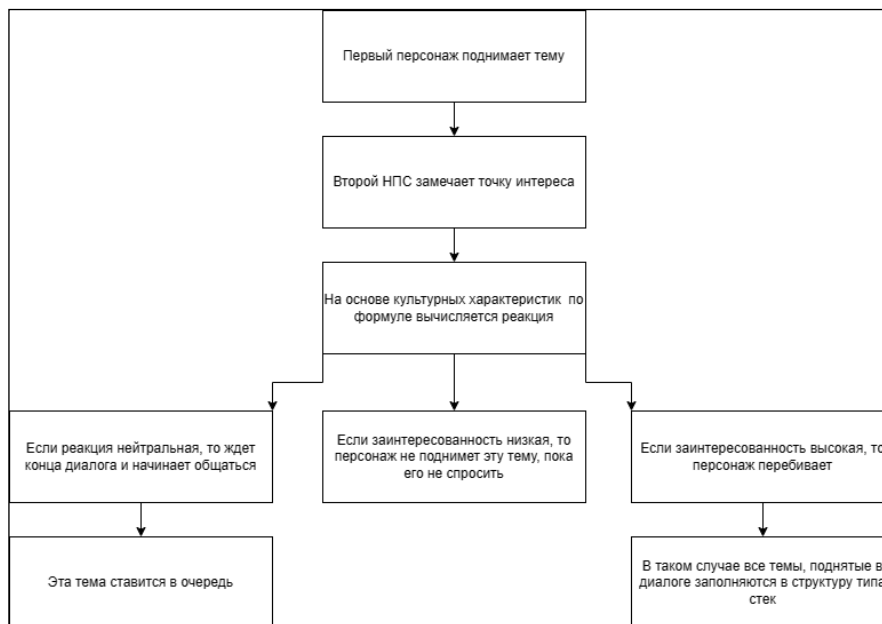 Первый персонаж поднимает тему
Второй НПС замечает точку интереса
На основе культурных характеристик по
формуле вычисляется реакция
Если реакция нейтральная, то ждет
конца диалога и начинает общаться
Если заинтересованность низкая, то
персонаж не поднимет эту тему, пока
его не спросить
Если заинтересованность высокая, то
персонаж перебивает
Эта тема ставится в очередь
В таком случае все темы, поднятые в
диалоге заполняются в структуру типа
стек